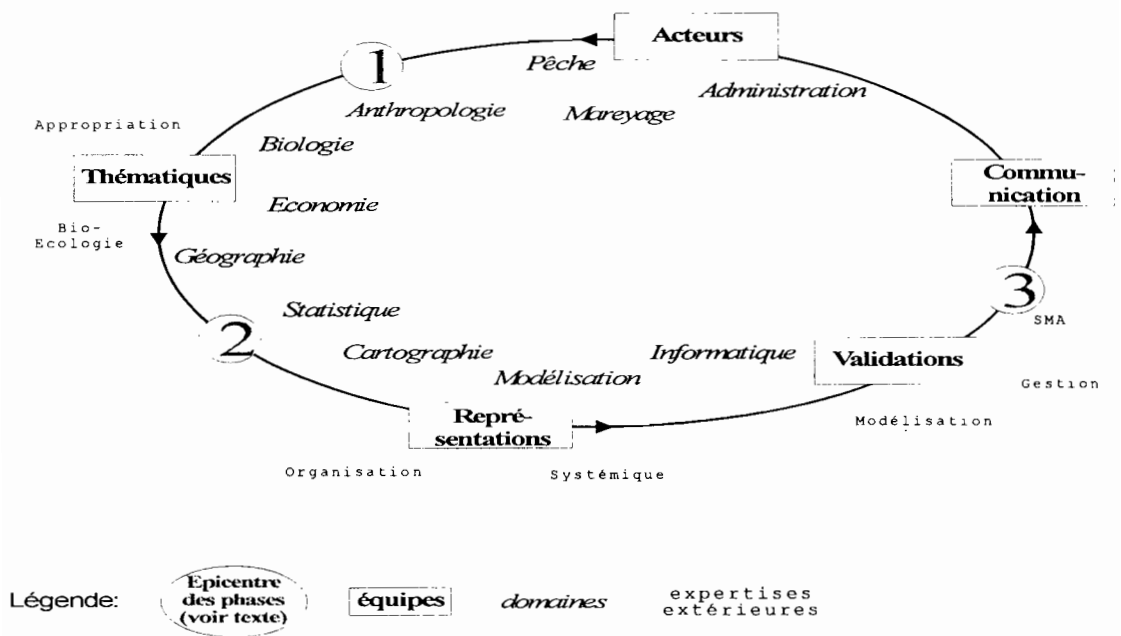 Acteurs
1
Pêche
Administration
Anthropologie
Mareyage
Appropriation
Biologie
Thématiques
Commu-
nication
Economie
Bio-
Ecologie
Géographie
3
Statistique
SMA
2
Cartographie
Informatique
Validations
Modélisation
Gestion
Repré-
sentations
Modélisation
Organisation
Systémique
Légende:
Epicentre
des phases
(voir texte)
équipes
domaines
expertises
extérieures